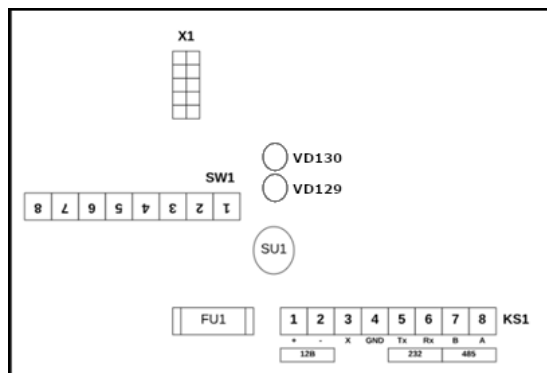 X1
VD130
VD129
SW1
8 7 6 5 4 3 2 1
SU1
FU1
1 2 3 4 5 6 7 8 KS1
+ - X GND Tx Rx B A
12В 232 485